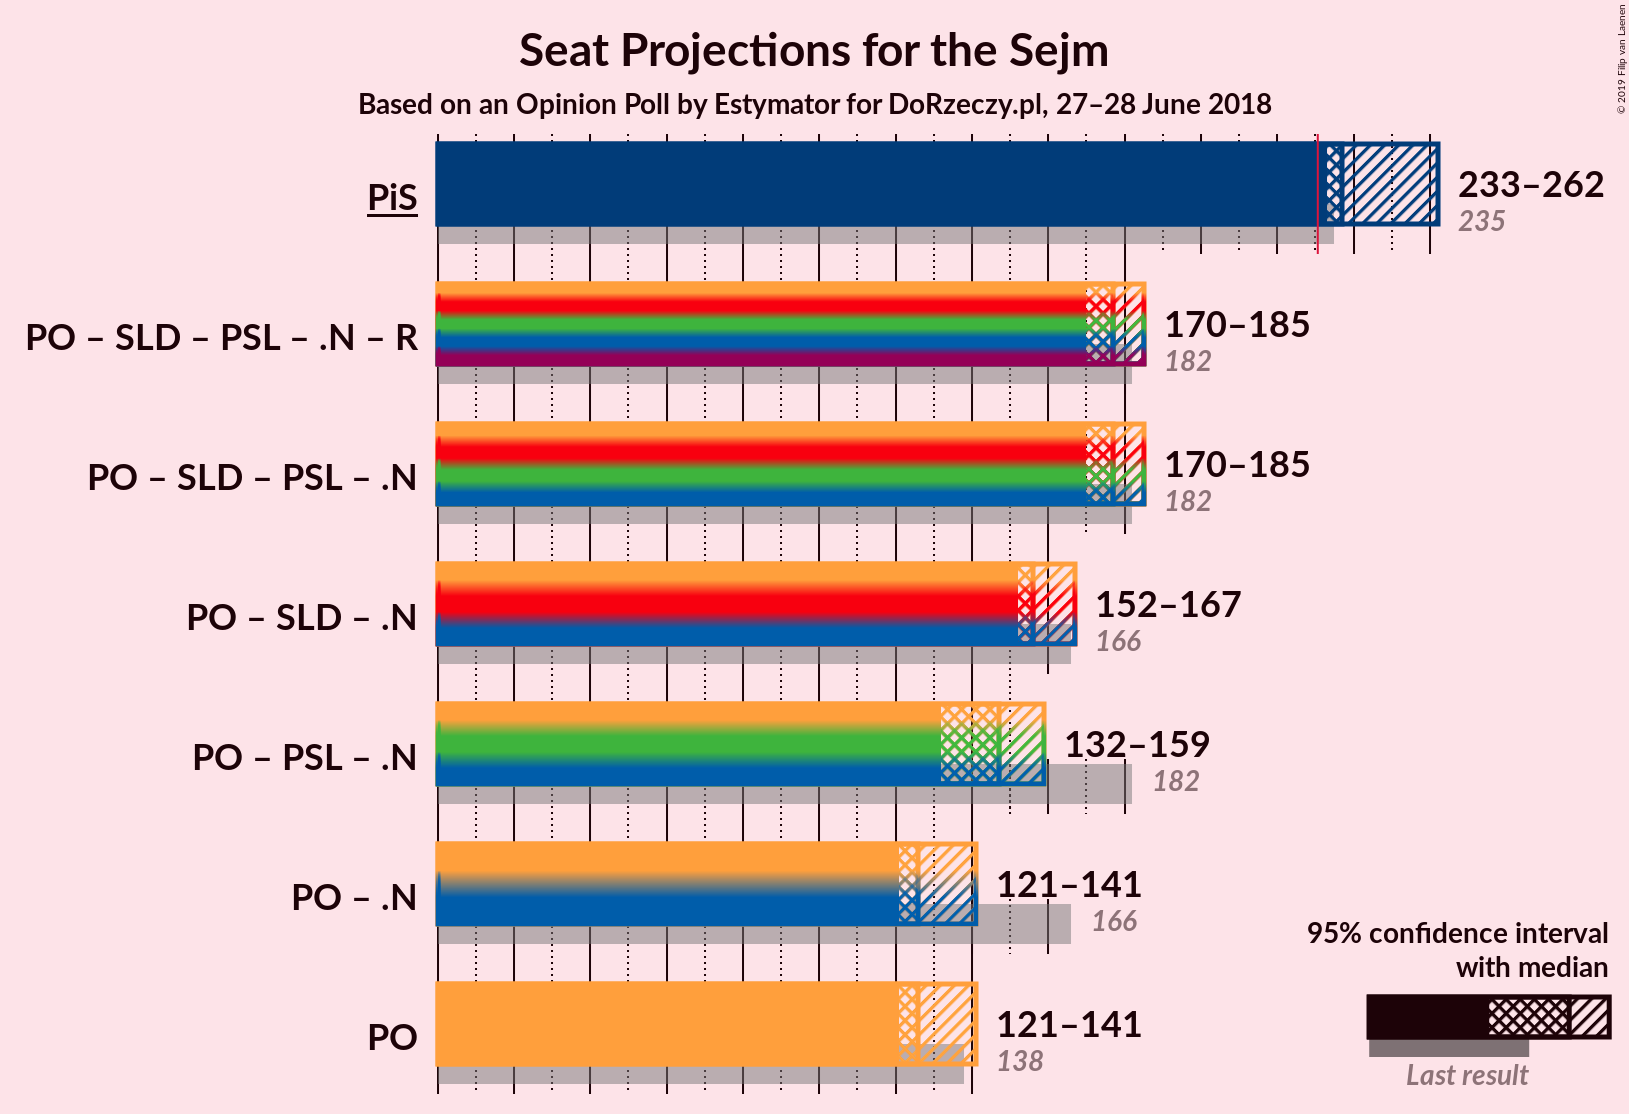 Seat Projections for the Sejm
Based on an Opinion Poll by Estymator for DoRzeczy.pl, 27–28 June 2018
© 2019 Filip van Laenen
PiS
233–262
235
PO – SLD – PSL – .N – R
170–185
182
PO – SLD – PSL – .N
170–185
182
PO – SLD – .N
152–167
166
PO – PSL – .N
132–159
182
PO – .N
121–141
166
PO
121–141
138
95% confidence interval
with median
Last result